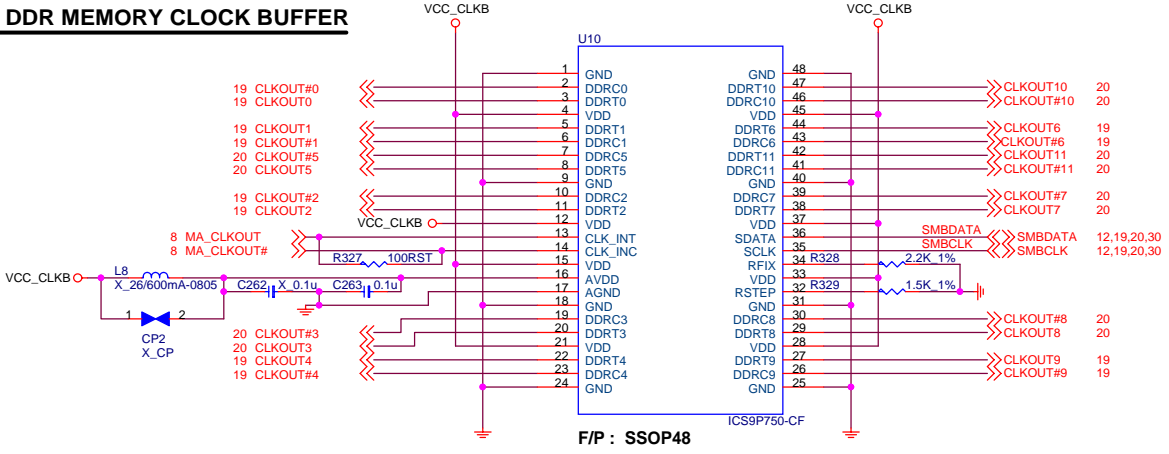 DDR MEMORY CLOCK BUFFER
VCC_CLKB
VCC_CLKB
U10
1 GND GND 48
19 CLKOUT#0 2 DDRC0 DDRT10 47 CLKOUT10 20
19 CLKOUT0 3 DDRT0 DDRC10 46 CLKOUT#10 20
4 VDD VDD 45
19 CLKOUT1 5 DDRT1 DDRT6 44 CLKOUT6 19
19 CLKOUT#1 6 DDRC1 DDRC6 43 CLKOUT#6 19
20 CLKOUT#5 7 DDRC5 DDRT11 42 CLKOUT11 20
20 CLKOUT5 8 DDRT5 DDRC11 41 CLKOUT#11 20
9 GND GND 40
19 CLKOUT#2 10 DDRC2 DDRC7 39 CLKOUT#7 20
19 CLKOUT2 11 DDRT2 DDRT7 38 CLKOUT7 20
VCC_CLKB 12 VDD VDD 37
8 MA_CLKOUT 13 CLK_INT SDATA 36 SMBDATA SMBDATA 12,19,20,30
8 MA_CLKOUT# 14 CLK_INC SCLK 35 SMBCLK SMBCLK 12,19,20,30
R327 100RST 15 VDD RFIX 34 R328 2.2K_1%
VCC_CLKB L8 16 AVDD VDD 33
X_26/600mA-0805 C262 X_0.1u C263 0.1u 17 AGND RSTEP 32 R329 1.5K_1%
18 GND GND 31
1 2 19 DDRC3 DDRC8 30 CLKOUT#8 20
20 CLKOUT#3 20 DDRT3 DDRT8 29 CLKOUT8 20
CP2
20 CLKOUT3 21 VDD VDD 28
X_CP
19 CLKOUT4 22 DDRT4 DDRT9 27 CLKOUT9 19
19 CLKOUT#4 23 DDRC4 DDRC9 26 CLKOUT#9 19
24 GND GND 25
ICS9P750-CF
F/P : SSOP48